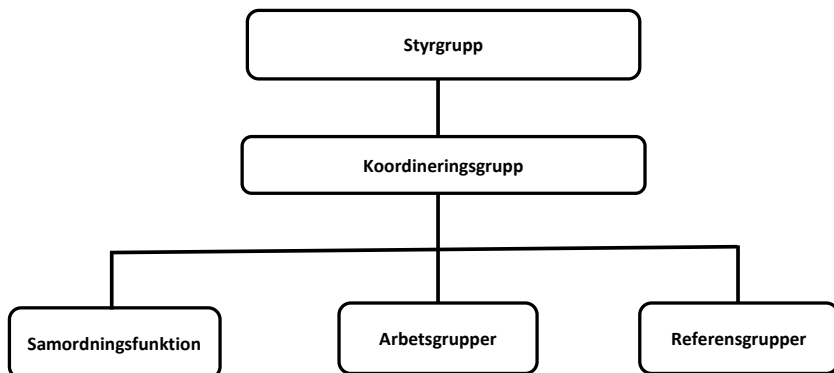 Styrgrupp
Koordineringsgrupp
Samordningsfunktion
Arbetsgrupper
Referensgrupper